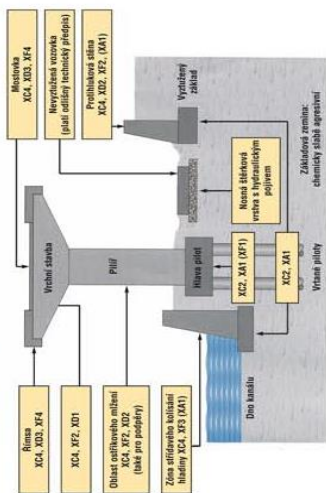 Římsa
XC4, XD3, XF4
XC4, XF2, XD1
Oblast ostřikového mlžení
XC4, XF2, XD2
(také pro podpěry)
Zóna střídavého kolísání
hladiny XC4, XF3 (XA1)
Mostovka
XC4, XD3, XF4
Nevyztužená vozovka
(platí odlišný technický předpis)
Protihluková stěna
XC4, XD2, XF2, (XA1)
Vrchní stavba
Pilíř
Hlava pilot
Vyztužený
základ
XC2, XA1 (XF1)
Nosná štěrková
vrstva s hydraulickým
pojivem
XC2, XA1
Dno kanálu
Vrtané piloty
Základová zemina:
chemicky slabě agresivní